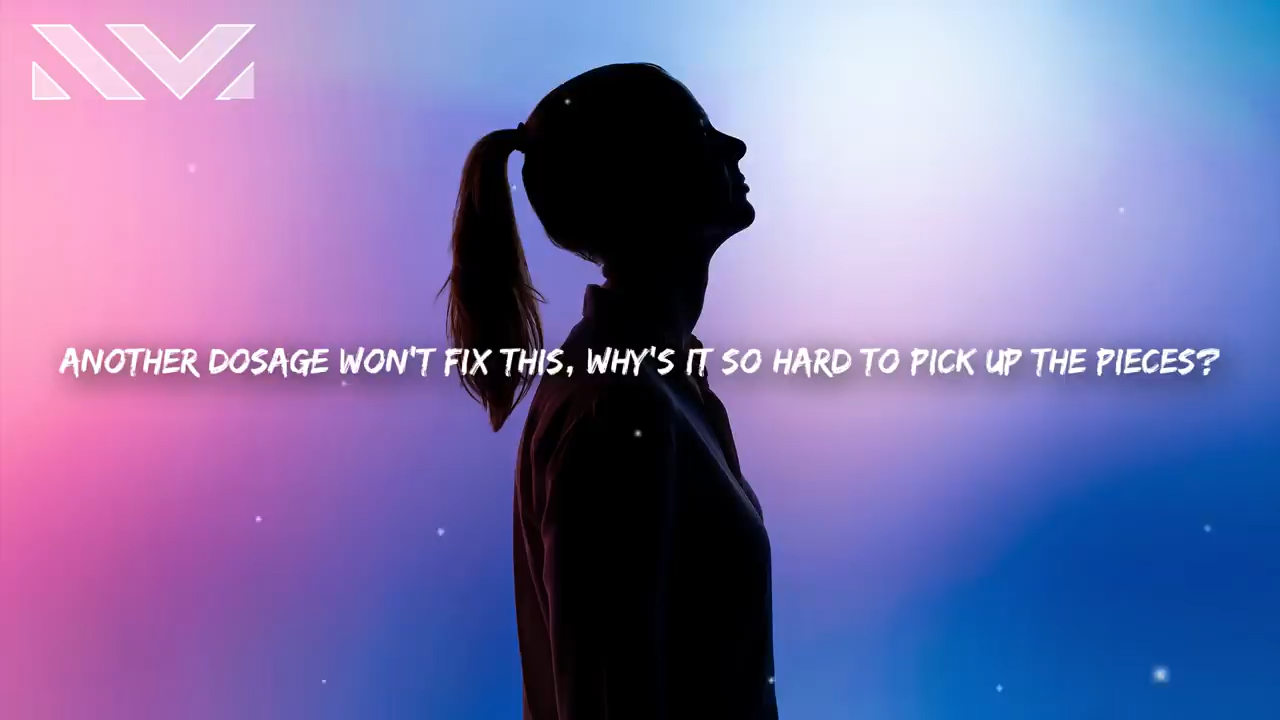 ANOTHER DOSAGE WON'T FIX THIS, WHY'S IT SO HARD TO PICK UP THE PIECES?